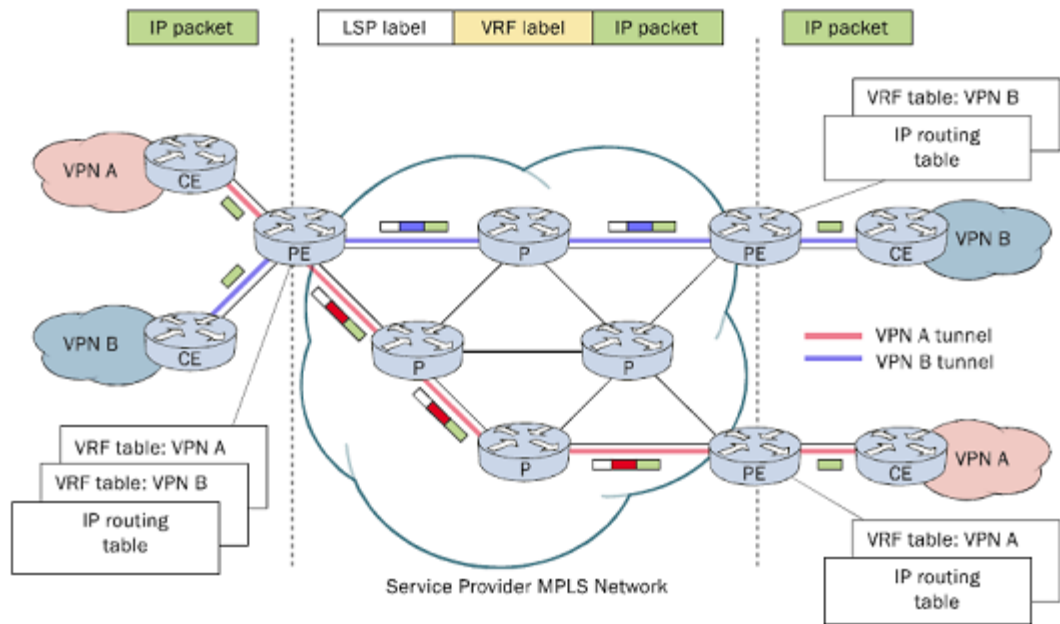 IP packet
LSP label
VRF label
IP packet
IP packet
VRF table: VPN B
IP routing
table
VPN A
CE
PE
P
PE
CE
VPN B
VPN B
CE
P
P
VPN A tunnel
VPN B tunnel
VRF table: VPN A
VRF table: VPN B
IP routing
table
P
PE
CE
VPN A
VRF table: VPN A
IP routing
table
Service Provider MPLS Network